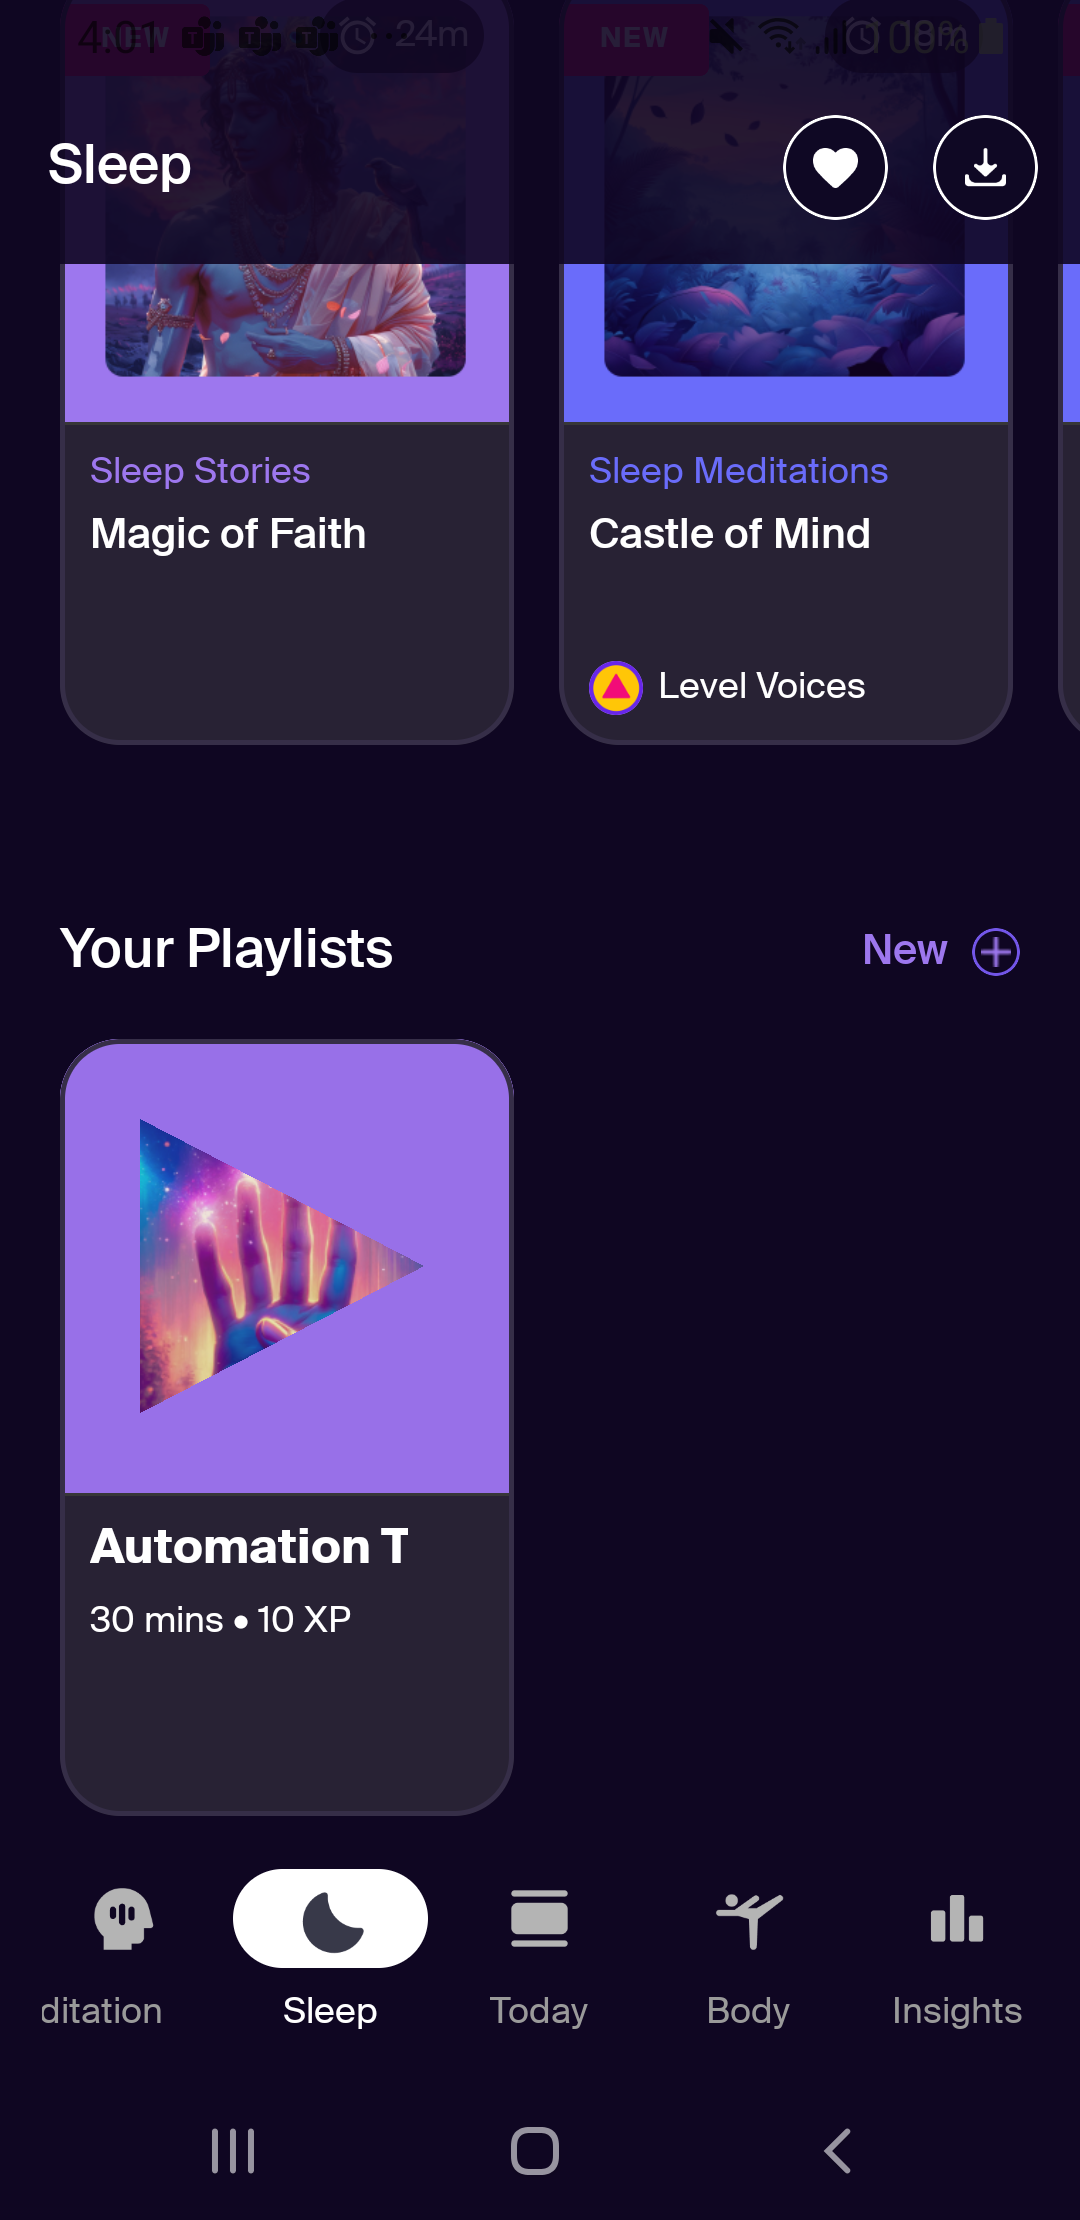 4:01
NEW
24m
NEW
18m
Sleep
Sleep Stories
Magic of Faith
Sleep Meditations
Castle of Mind
Level Voices
Your Playlists
New
Automation T
30 mins • 10 XP
ditation
Sleep
Today
Body
Insights